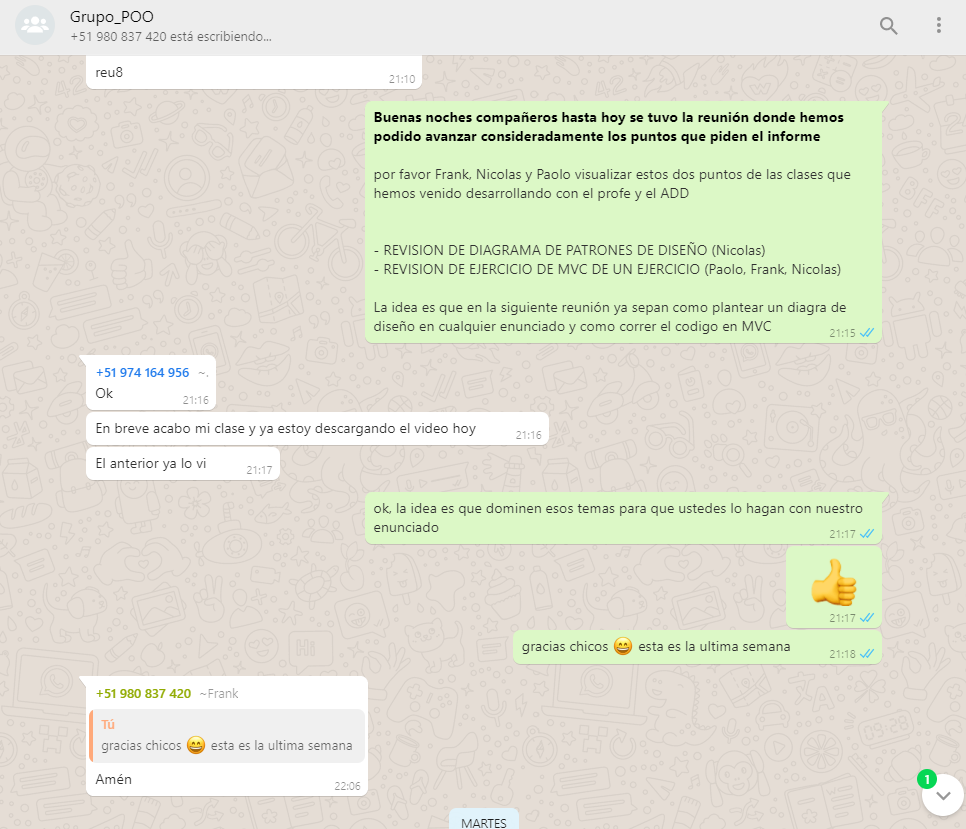 Grupo_POO
+51 980 837 420 está escribiendo...
reu8
21:10
Buenas noches compañeros hasta hoy se tuvo la reunión donde hemos
podido avanzar consideradamente los puntos que piden el informe
por favor Frank, Nicolas y Paolo visualizar estos dos puntos de las clases que
hemos venido desarrollando con el profe y el ADD
- REVISION DE DIAGRAMA DE PATRONES DE DISEÑO (Nicolas)
- REVISION DE EJERCICIO DE MVC DE UN EJERCICIO (Paolo, Frank, Nicolas)
La idea es que en la siguiente reunión ya sepan como plantear un diagra de
diseño en cualquier enunciado y como correr el codigo en MVC
21:15
+51 974 164 956 ~.
Ok
21:16
En breve acabo mi clase y ya estoy descargando el video hoy
21:16
El anterior ya lo vi
21:17
ok, la idea es que dominen esos temas para que ustedes lo hagan con nuestro
enunciado
21:17
👍
21:17
gracias chicos 😄 esta es la ultima semana
21:18
+51 980 837 420 ~Frank
Tú
gracias chicos 😄 esta es la ultima semana
Amén
22:06
1
MARTES